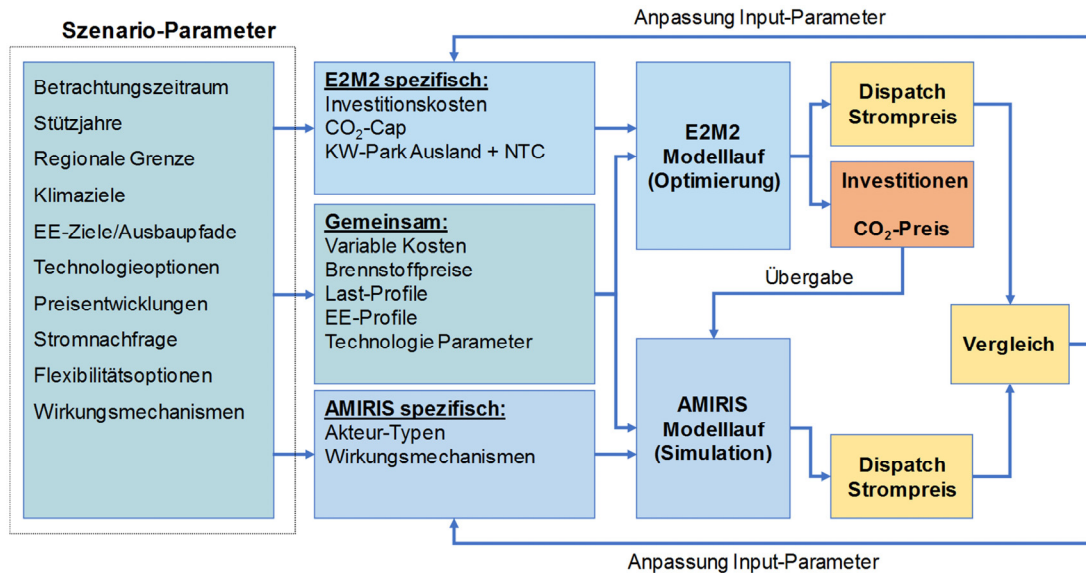 Szenario-Parameter
Betrachtungszeitraum
Stützjahre
Regionale Grenze
Klimaziele
EE-Ziele/Ausbaupfade
Technologieoptionen
Preisentwicklungen
Stromnachfrage
Flexibilitätsoptionen
Wirkungsmechanismen
Anpassung Input-Parameter
E2M2 spezifisch:
Investitionskosten
CO₂-Cap
KW-Park Ausland + NTC
Gemeinsam:
Variable Kosten
Brennstoffpreise
Last-Profile
EE-Profile
Technologie Parameter
AMIRIS spezifisch:
Akteur-Typen
Wirkungsmechanismen
E2M2
Modelllauf
(Optimierung)
Dispatch
Strompreis
Investitionen
CO₂-Preis
Übergabe
AMIRIS
Modelllauf
(Simulation)
Vergleich
Dispatch
Strompreis
Anpassung Input-Parameter